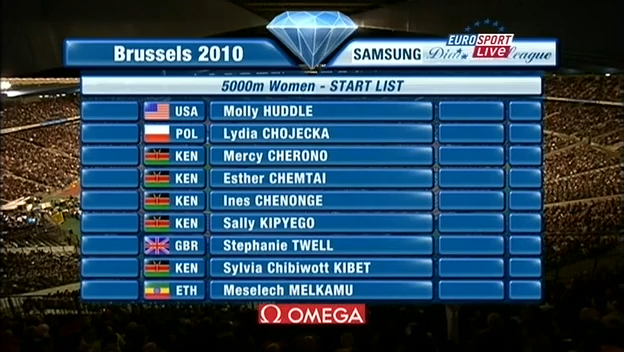 Brussels 2010
SAMSUNG Diamond League
EUROSPORT
LIVE
5000m Women - START LIST
USA Molly HUDDLE
POL Lydia CHOJECKA
KEN Mercy CHERONO
KEN Esther CHEMTAI
KEN Ines CHENONGE
KEN Sally KIPYEGO
GBR Stephanie TWELL
KEN Sylvia Chibiwott KIBET
ETH Meselech MELKAMU
Ω OMEGA